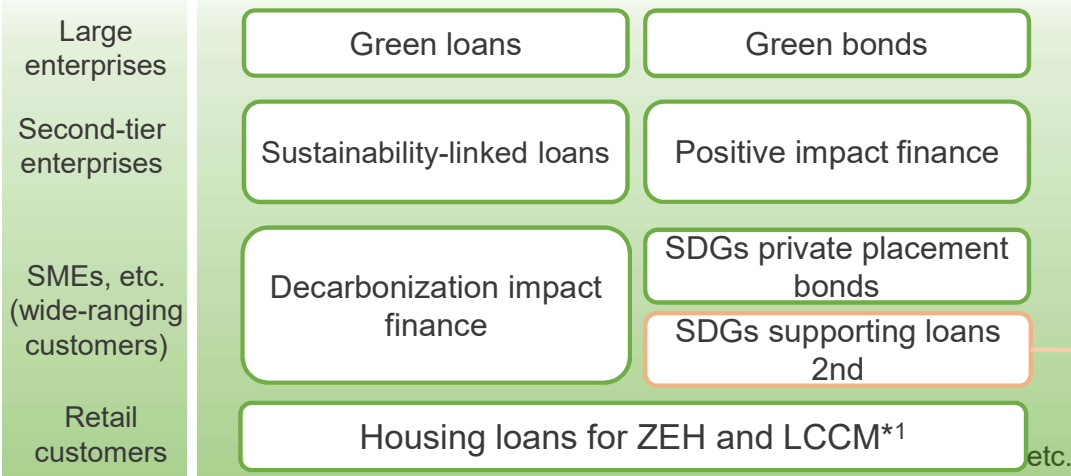 Large
enterprises
Green loans
Green bonds
Second-tier
enterprises
Sustainability-linked loans
Positive impact finance
SMEs, etc.
(wide-ranging
customers)
Decarbonization impact
finance
SDGs private placement
bonds
SDGs supporting loans
2nd
Retail
customers
Housing loans for ZEH and LCCM*1
etc.